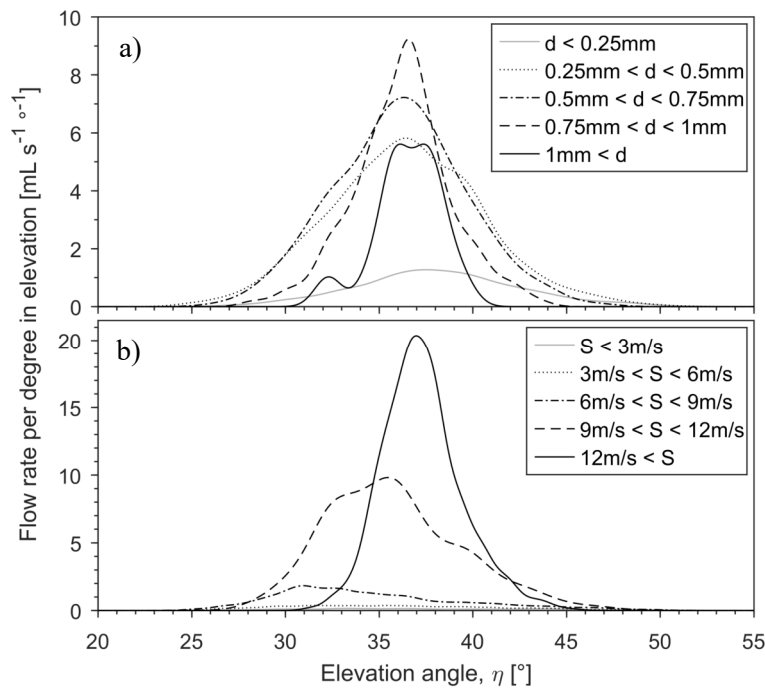 a)
d < 0.25mm
0.25mm < d < 0.5mm
0.5mm < d < 0.75mm
0.75mm < d < 1mm
1mm < d
10
8
6
4
2
0
Flow rate per degree in elevation [mL s⁻¹ °⁻¹]
b)
S < 3m/s
3m/s < S < 6m/s
6m/s < S < 9m/s
9m/s < S < 12m/s
12m/s < S
20
15
10
5
0
20 25 30 35 40 45 50 55
Elevation angle, η [°]